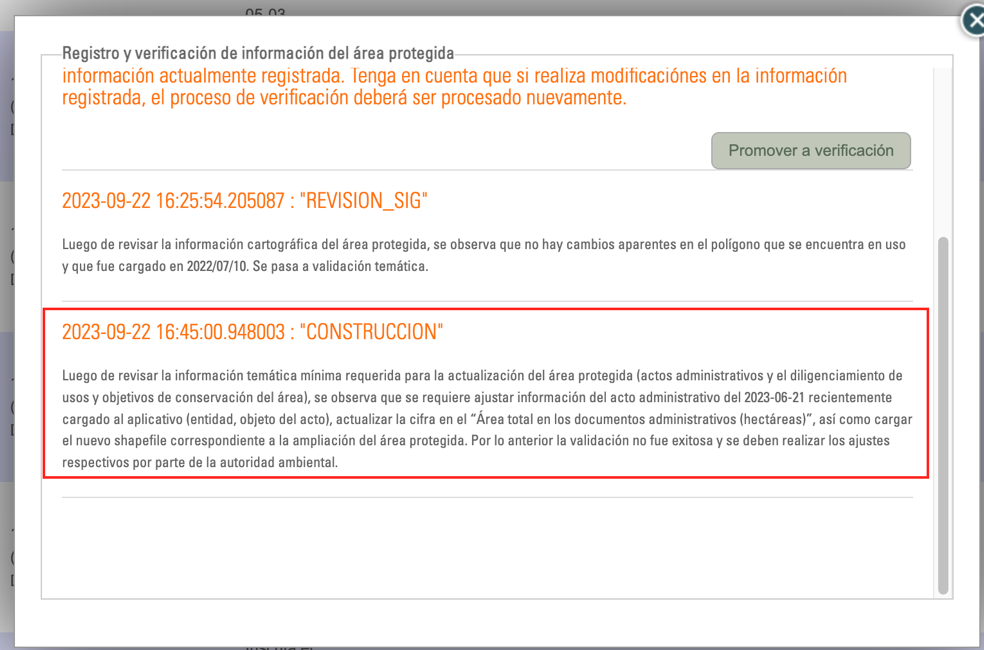 05-03
Registro y verificación de información del área protegida
información actualmente registrada. Tenga en cuenta que si realiza modificaciónes en la información
registrada, el proceso de verificación deberá ser procesado nuevamente.
Promover a verificación
2023-09-22 16:25:54.205087 : "REVISION_SIG"
Luego de revisar la información cartográfica del área protegida, se observa que no hay cambios aparentes en el polígono que se encuentra en uso
y que fue cargado en 2022/07/10. Se pasa a validación temática.
2023-09-22 16:45:00.948003 : "CONSTRUCCION"
Luego de revisar la información temática mínima requerida para la actualización del área protegida (actos administrativos y el diligenciamiento de
usos y objetivos de conservación del área), se observa que se requiere ajustar información del acto administrativo del 2023-06-21 recientemente
cargado al aplicativo (entidad, objeto del acto), actualizar la cifra en el “Área total en los documentos administrativos (hectáreas)”, así como cargar
el nuevo shapefile correspondiente a la ampliación del área protegida. Por lo anterior la validación no fue exitosa y se deben realizar los ajustes
respectivos por parte de la autoridad ambiental.